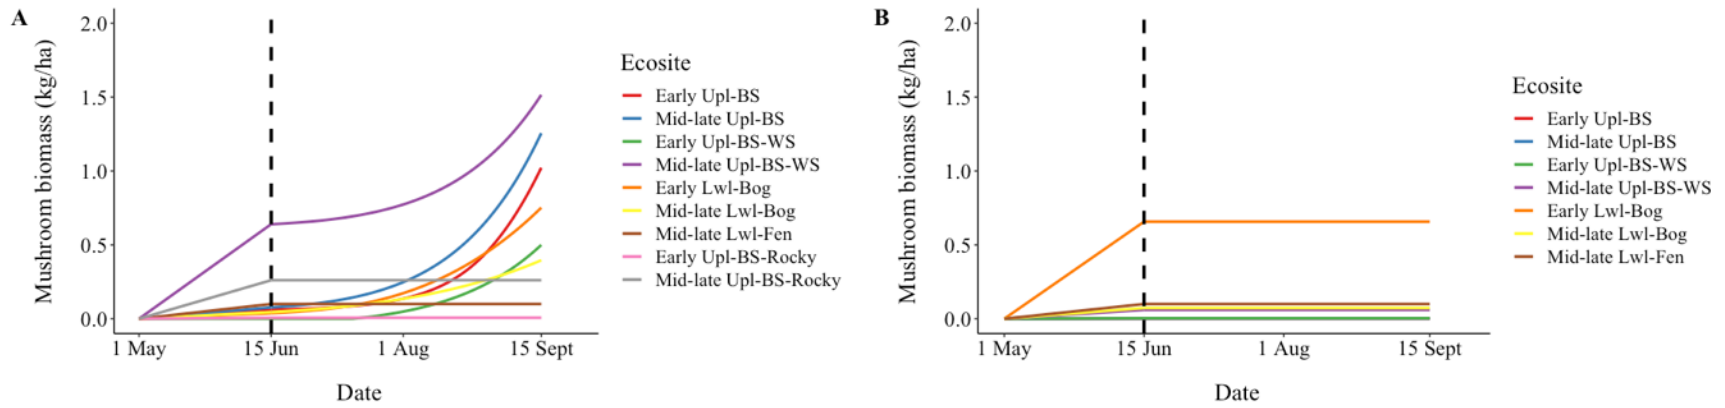 A
Mushroom biomass (kg/ha)
2.0
1.5
1.0
0.5
0.0
1 May
15 Jun
1 Aug
15 Sept
Date
Ecosite
Early Upl-BS
Mid-late Upl-BS
Early Upl-BS-WS
Mid-late Upl-BS-WS
Early Lwl-Bog
Mid-late Lwl-Bog
Mid-late Lwl-Fen
Early Upl-BS-Rocky
Mid-late Upl-BS-Rocky
B
Mushroom biomass (kg/ha)
2.0
1.5
1.0
0.5
0.0
1 May
15 Jun
1 Aug
15 Sept
Date
Ecosite
Early Upl-BS
Mid-late Upl-BS
Early Upl-BS-WS
Mid-late Upl-BS-WS
Early Lwl-Bog
Mid-late Lwl-Bog
Mid-late Lwl-Fen